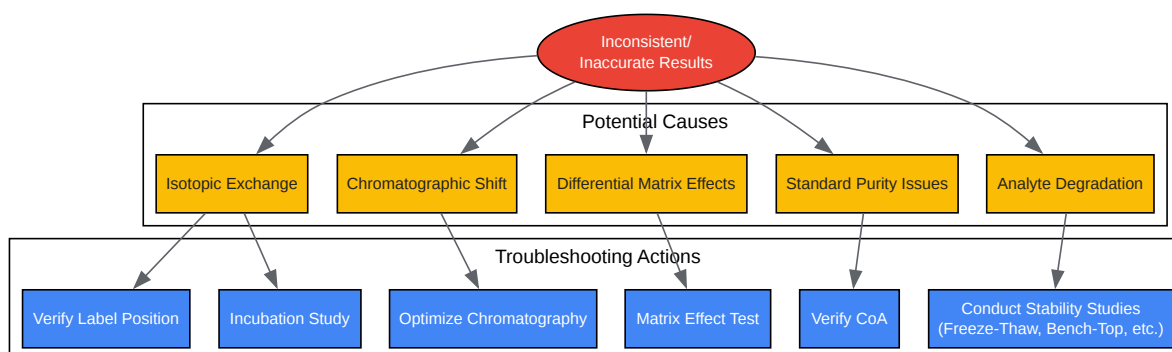 Inconsistent/
Inaccurate Results
Potential Causes
Isotopic Exchange
Chromatographic Shift
Differential Matrix Effects
Standard Purity Issues
Analyte Degradation
Troubleshooting Actions
Verify Label Position
Incubation Study
Optimize Chromatography
Matrix Effect Test
Verify CoA
Conduct Stability Studies
(Freeze-Thaw, Bench-Top, etc.)